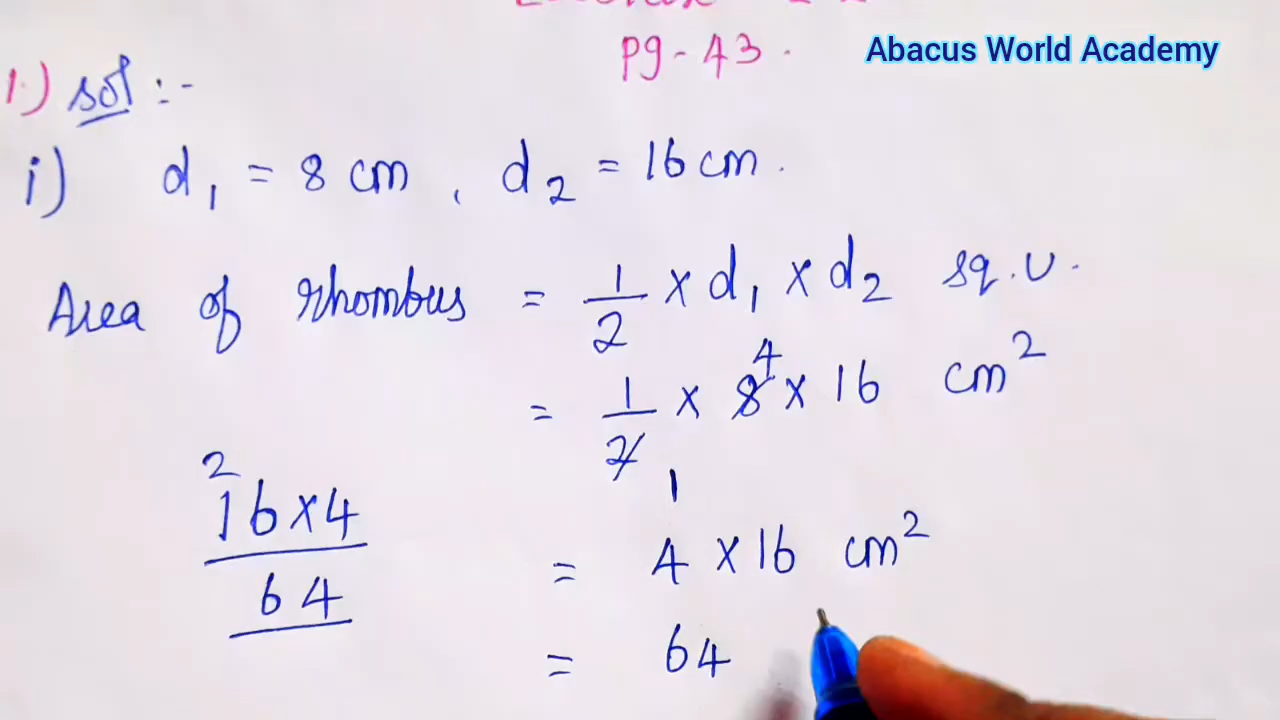 Pg - 43.
Abacus World Academy
1.) Sol :-
i) d₁ = 8 cm, d₂ = 16 cm.
Area of rhombus = 1/2 × d₁ × d₂ sq.u.
= 1/2 × 8 4 × 16 cm²
1
2
16×4
64
= 4 × 16 cm²
= 64